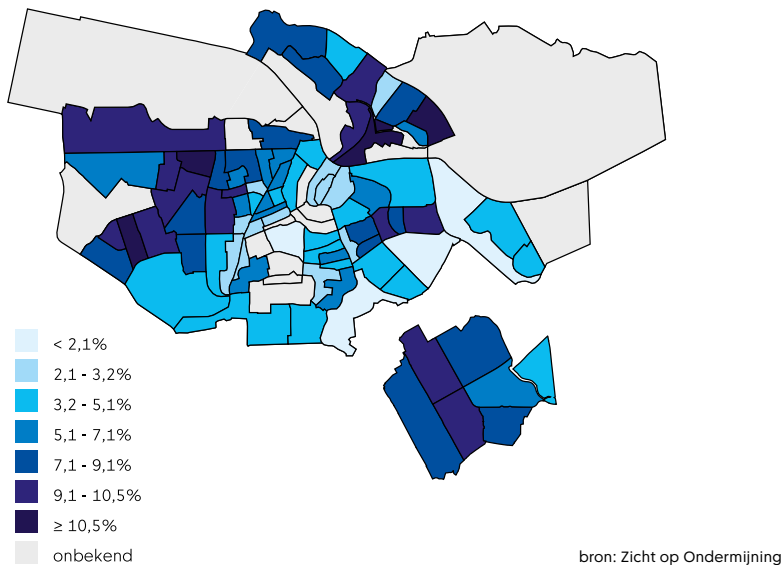 < 2,1%
2,1 - 3,2%
3,2 - 5,1%
5,1 - 7,1%
7,1 - 9,1%
9,1 - 10,5%
≥ 10,5%
onbekend
bron: Zicht op Ondermijning